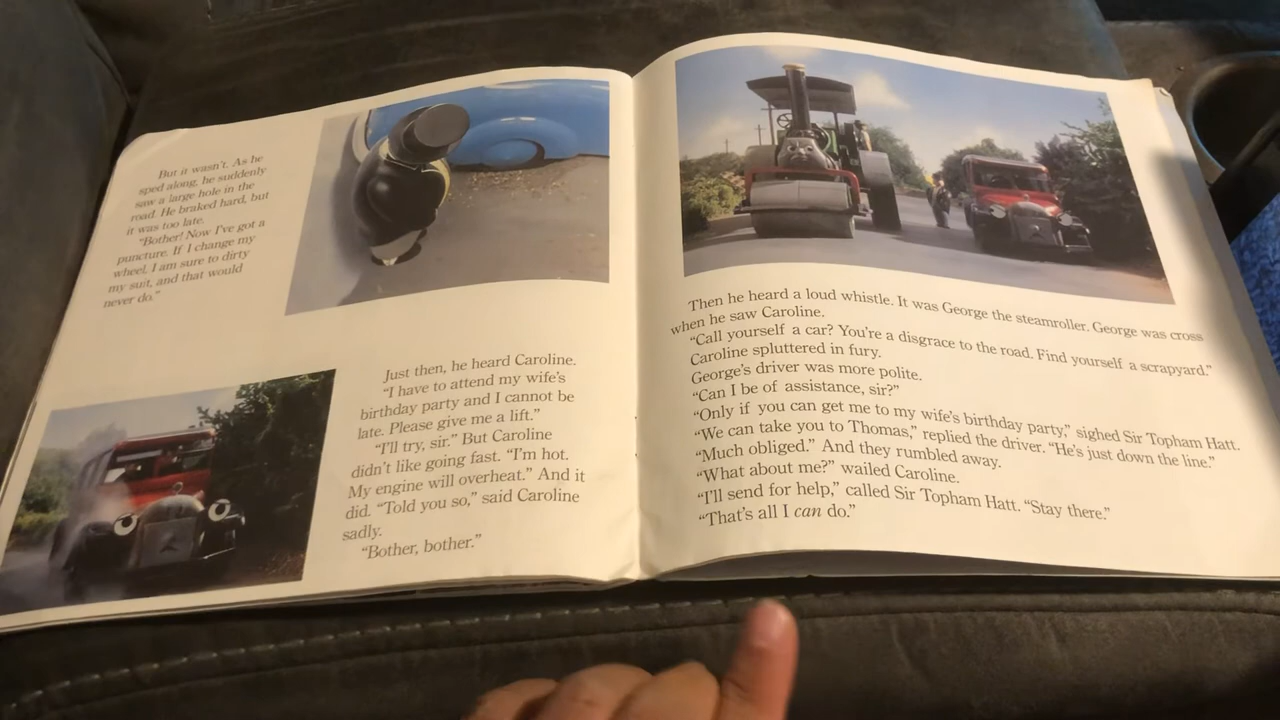 But it wasn't. As he
sped along, he suddenly
saw a large hole in the
road. He braked hard, but
it was too late.
"Bother! Now I've got a
puncture. If I change my
wheel, I am sure to dirty
my suit, and that would
never do."
Just then, he heard Caroline.
"I have to attend my wife's
birthday party and I cannot be
late. Please give me a lift."
"I'll try, sir." But Caroline
didn't like going fast. "I'm hot.
My engine will overheat." And it
did. "Told you so," said Caroline
sadly.
"Bother, bother."
Then he heard a loud whistle. It was George the steamroller. George was cross
when he saw Caroline.
"Call yourself a car? You're a disgrace to the road. Find yourself a scrapyard."
Caroline spluttered in fury.
George's driver was more polite.
"Can I be of assistance, sir?"
"Only if you can get me to my wife's birthday party," sighed Sir Topham Hatt.
"We can take you to Thomas," replied the driver. "He's just down the line."
"Much obliged." And they rumbled away.
"What about me?" wailed Caroline.
"I'll send for help," called Sir Topham Hatt. "Stay there."
"That's all I can do."